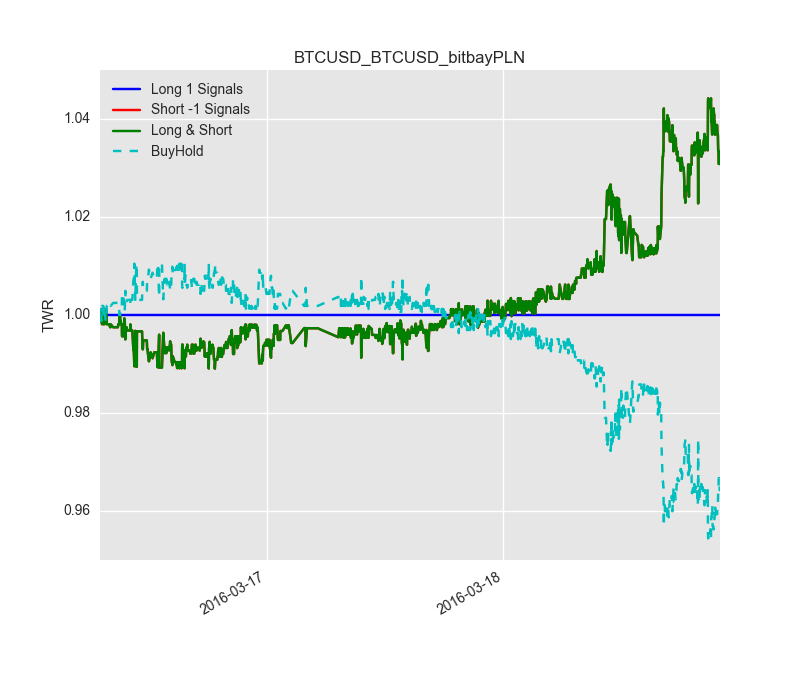 BTCUSD_BTCUSD_bitbayPLN
Long 1 Signals
Short -1 Signals
Long & Short
BuyHold
TWR
1.04
1.02
1.00
0.98
0.96
2016-03-17
2016-03-18